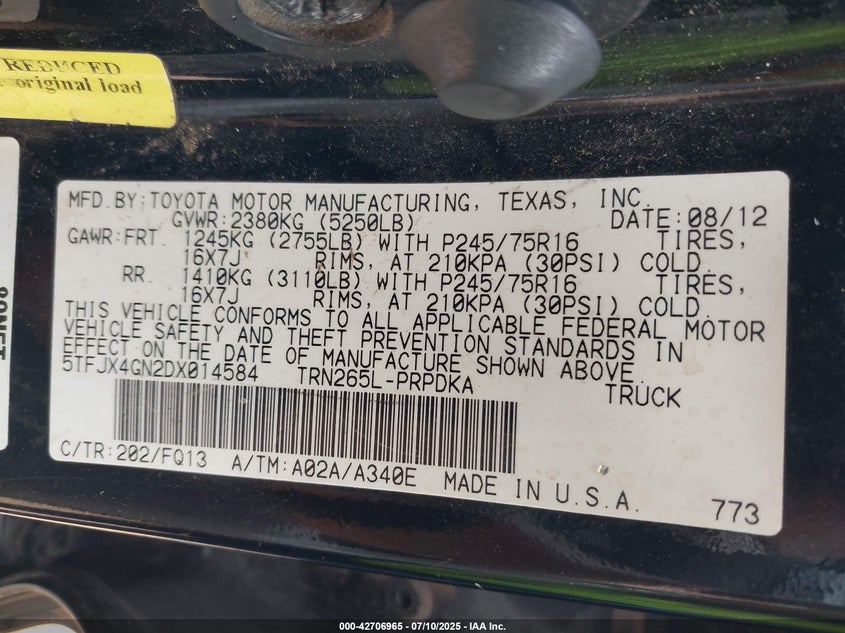 REDUCED
original load
MFD.BY:TOYOTA MOTOR MANUFACTURING, TEXAS, INC.
GVWR:2380KG (5250LB) DATE:08/12
GAWR:FRT. 1245KG (2755LB) WITH P245/75R16 TIRES,
16X7J RIMS, AT 210KPA (30PSI) COLD.
RR. 1410KG (3110LB) WITH P245/75R16 TIRES,
16X7J RIMS, AT 210KPA (30PSI) COLD.
THIS VEHICLE CONFORMS TO ALL APPLICABLE FEDERAL MOTOR
VEHICLE SAFETY AND THEFT PREVENTION STANDARDS IN
EFFECT ON THE DATE OF MANUFACTURE SHOWN ABOVE.
5TFJX4GN2DX014584 TRN265L-PRPDKA TRUCK
C/TR:202/FQ13 A/TM:A02A/A340E MADE IN U.S.A.
773
000-42706965 - 07/10/2025 - IAA Inc.